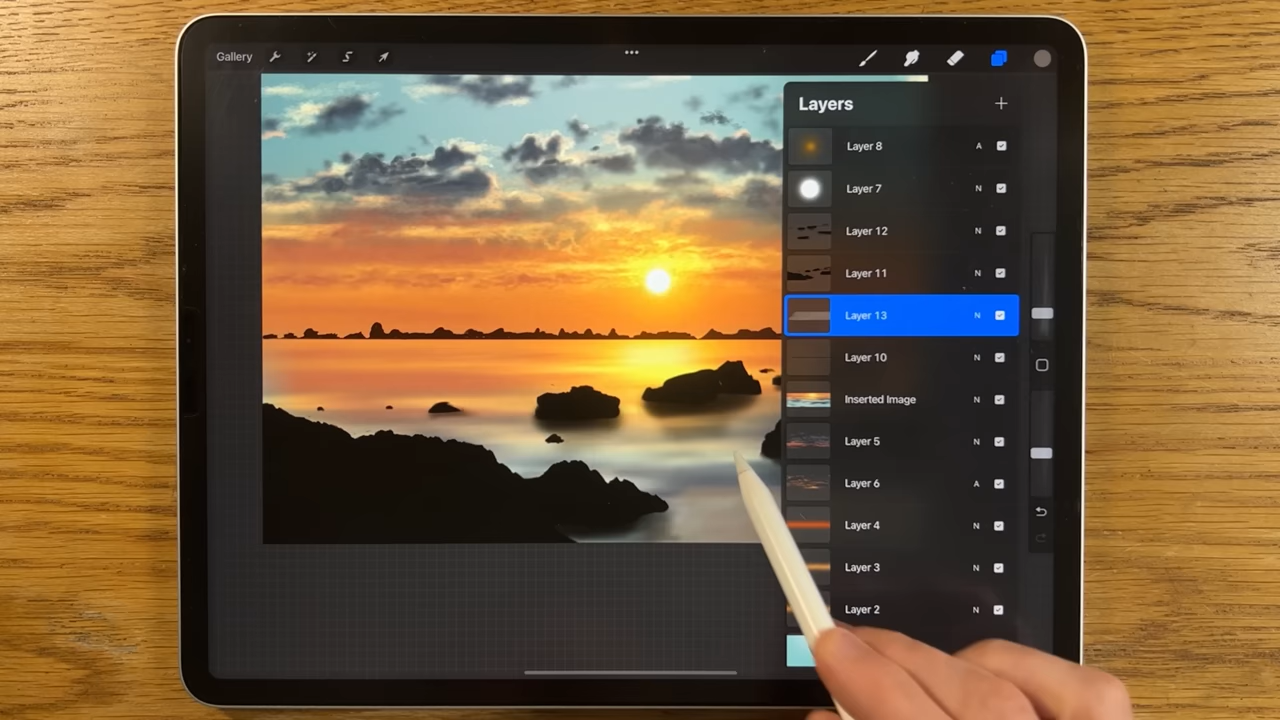 Gallery
Layers
Layer 8 A
Layer 7 N
Layer 12 N
Layer 11 N
Layer 13 N
Layer 10 N
Inserted Image N
Layer 5 N
Layer 6 A
Layer 4 N
Layer 3 N
Layer 2 N